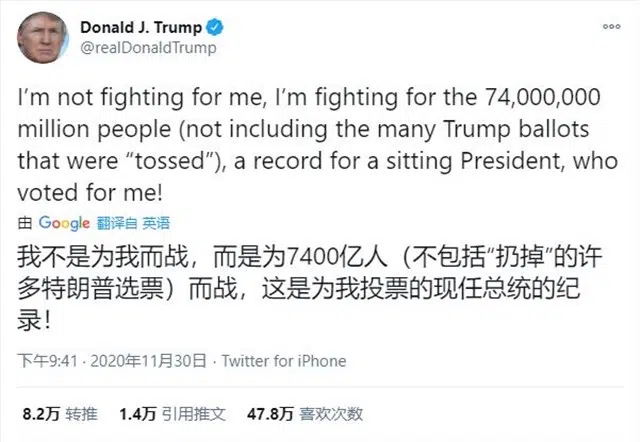 Donald J. Trump
@realDonaldTrump
I'm not fighting for me, I'm fighting for the 74,000,000
million people (not including the many Trump ballots
that were “tossed”), a record for a sitting President, who
voted for me!
由 Google 翻译自 英语
我不是为我而战，而是为7400亿人（不包括“扔掉”的许
多特朗普选票）而战，这是为我投票的现任总统的纪
录！
下午9:41 · 2020年11月30日 · Twitter for iPhone
8.2万 转推 1.4万 引用推文 47.8万 喜欢次数